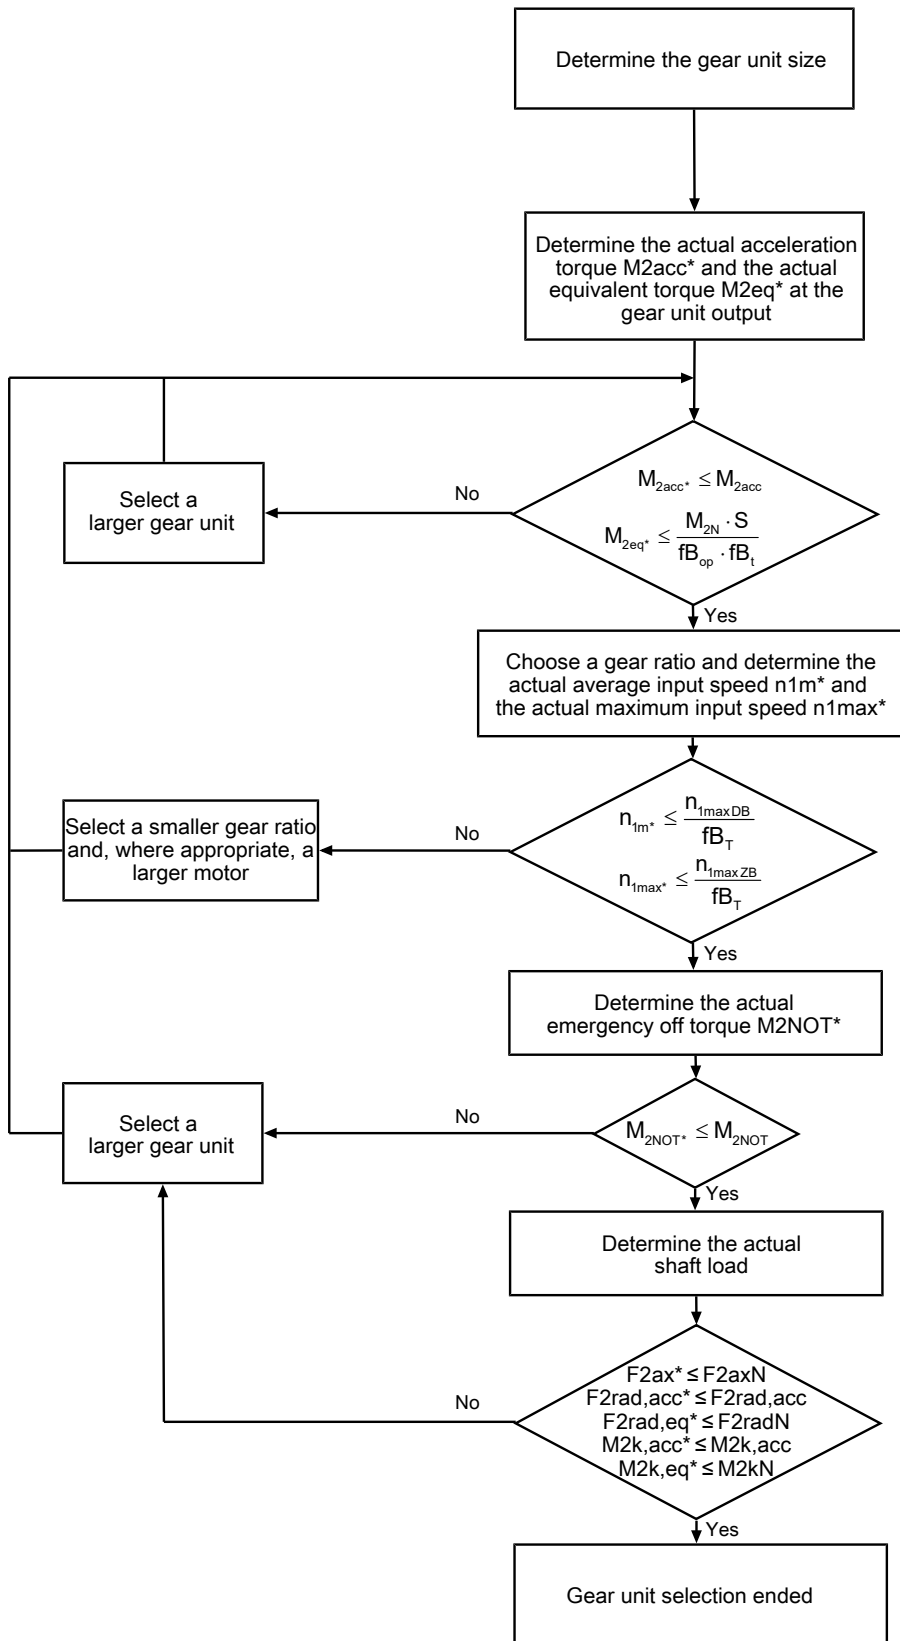 Determine the gear unit size
Determine the actual acceleration
torque M2acc* and the actual
equivalent torque M2eq* at the
gear unit output
Select a
larger gear unit
No
M2acc* ≤ M2acc
M2eq* ≤ M2N · S / fBop · fBt
Yes
Choose a gear ratio and determine the
actual average input speed n1m* and
the actual maximum input speed n1max*
Select a smaller gear ratio
and, where appropriate, a
larger motor
No
n1m* ≤ n1maxDB / fBT
n1max* ≤ n1maxZB / fBT
Yes
Determine the actual
emergency off torque M2NOT*
Select a
larger gear unit
No
M2NOT* ≤ M2NOT
Yes
Determine the actual
shaft load
No
F2ax* ≤ F2axN
F2rad,acc* ≤ F2rad,acc
F2rad,eq* ≤ F2radN
M2k,acc* ≤ M2k,acc
M2k,eq* ≤ M2kN
Yes
Gear unit selection ended